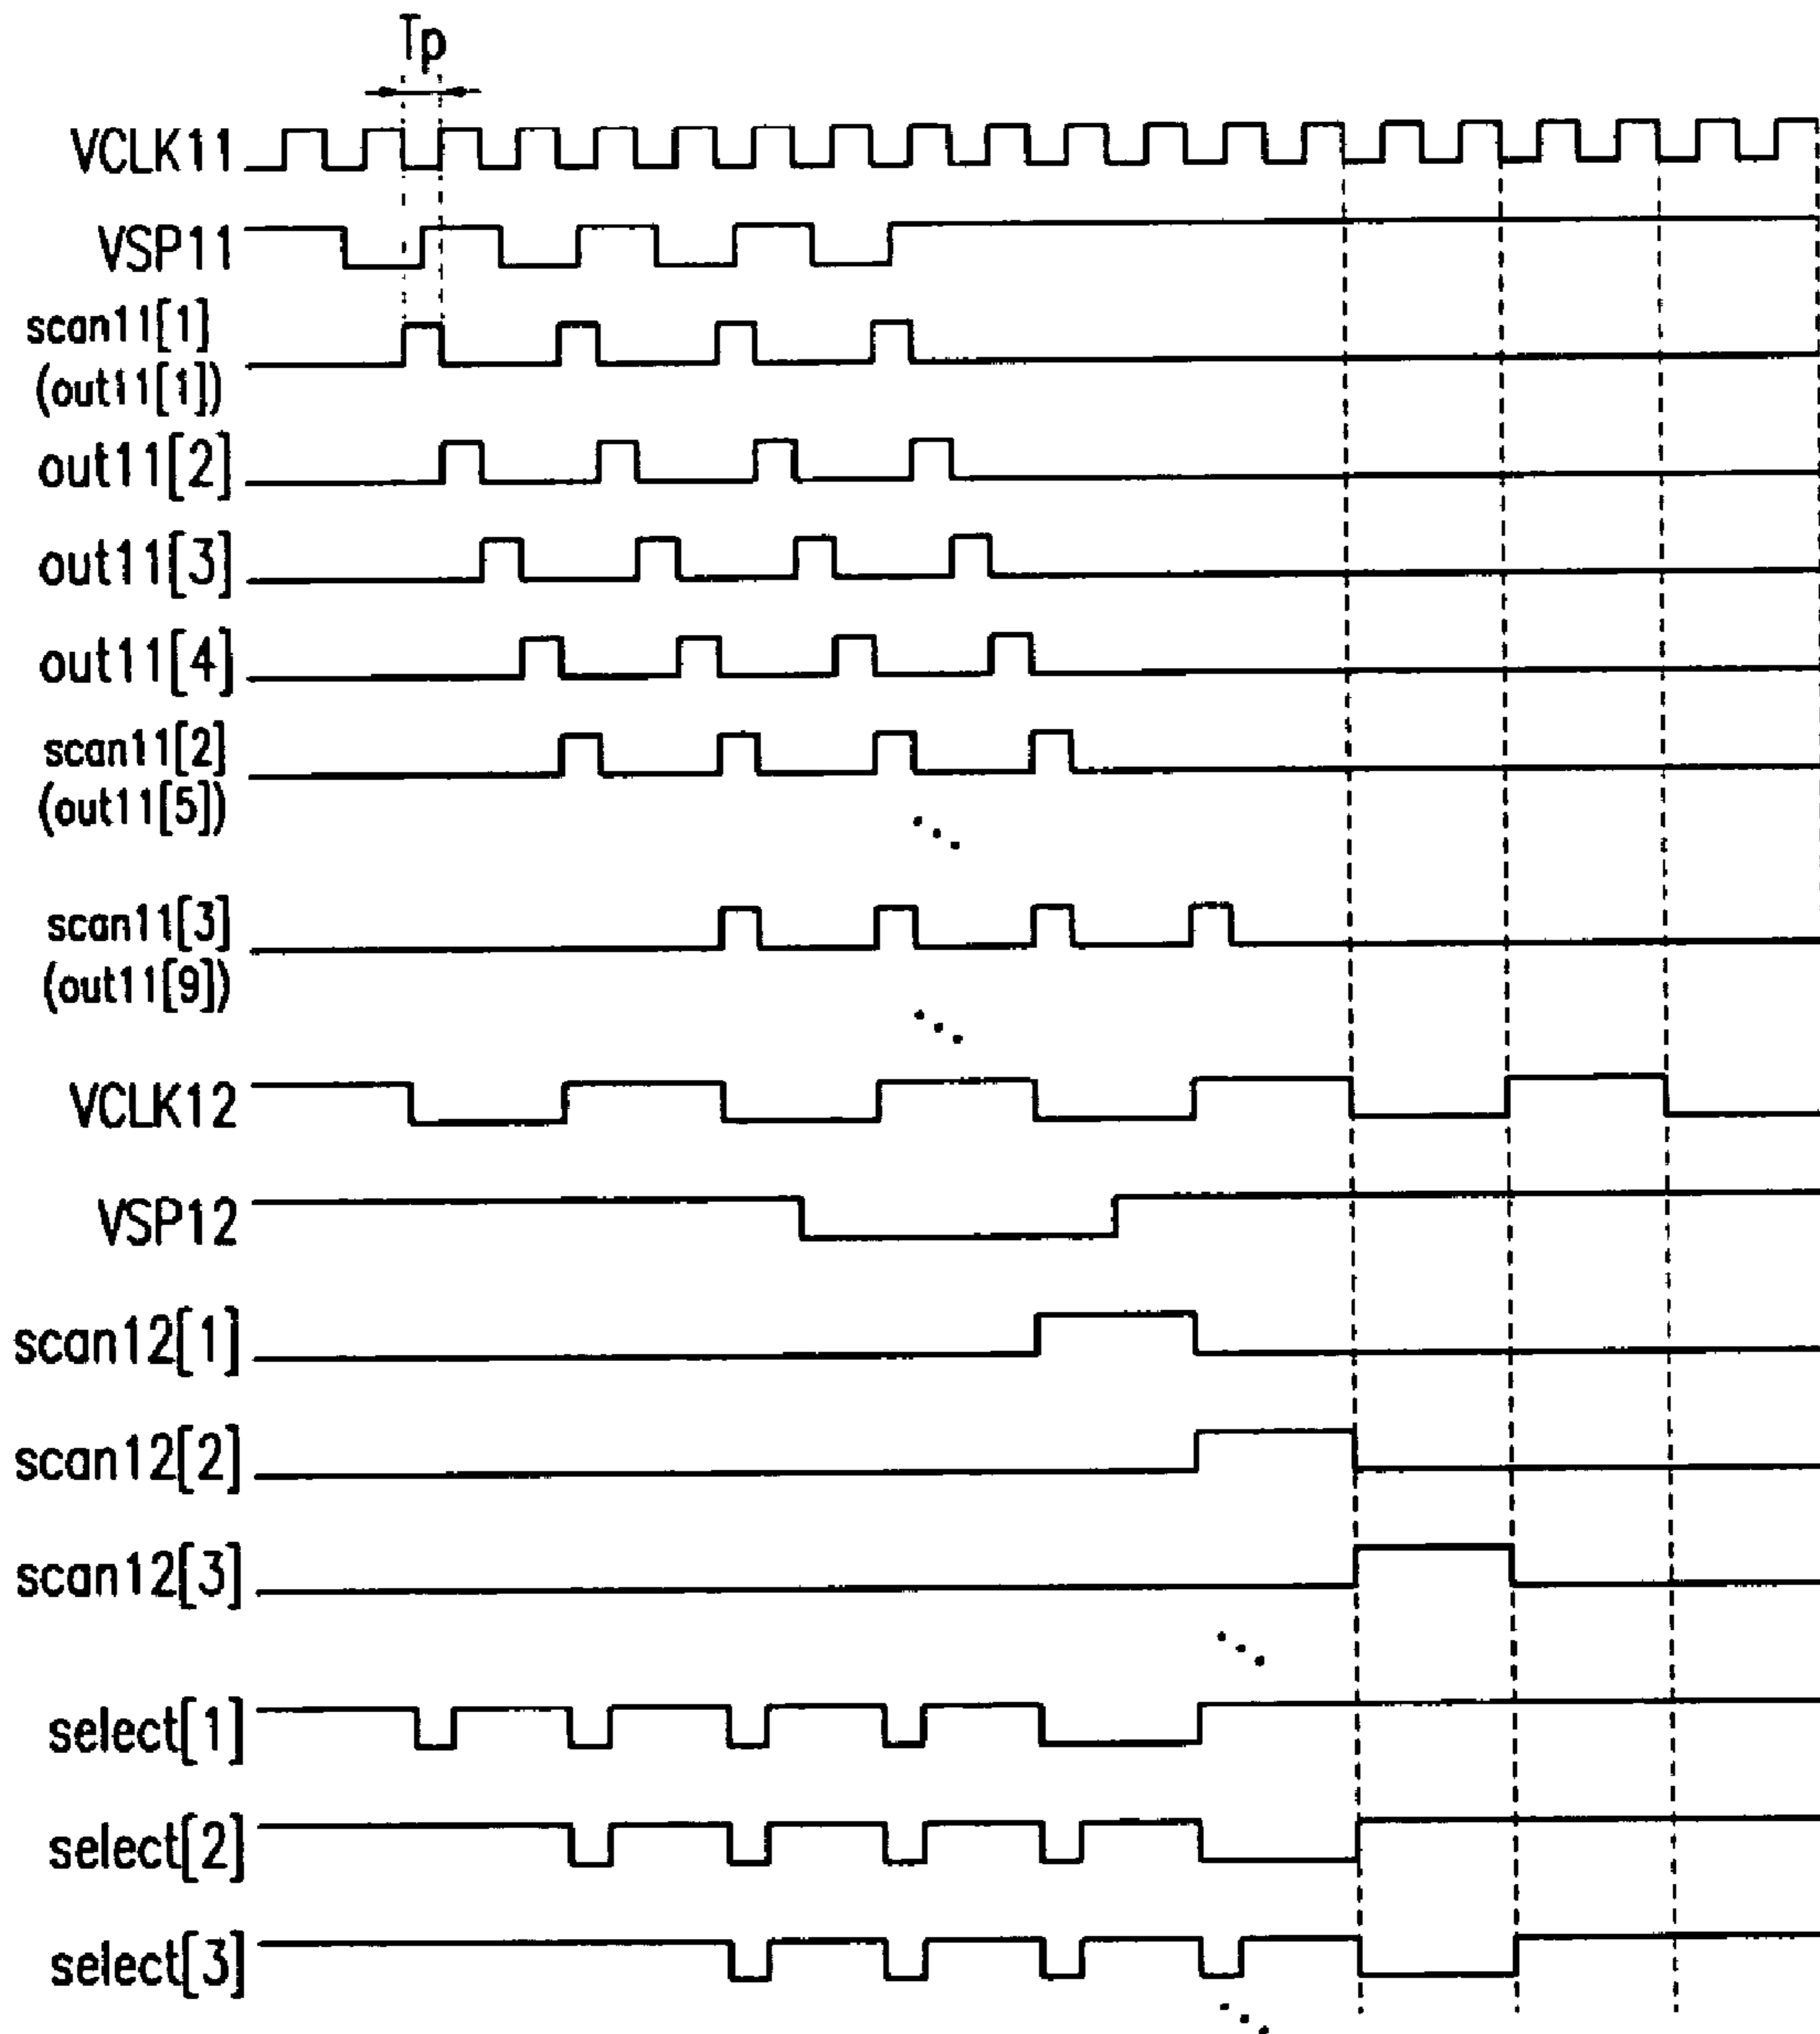 Tp
VCLK11
VSP11
scan11[1]
(out11[1])
out11[2]
out11[3]
out11[4]
scan11[2]
(out11[5])
scan11[3]
(out11[9])
VCLK12
VSP12
scan12[1]
scan12[2]
scan12[3]
select[1]
select[2]
select[3]